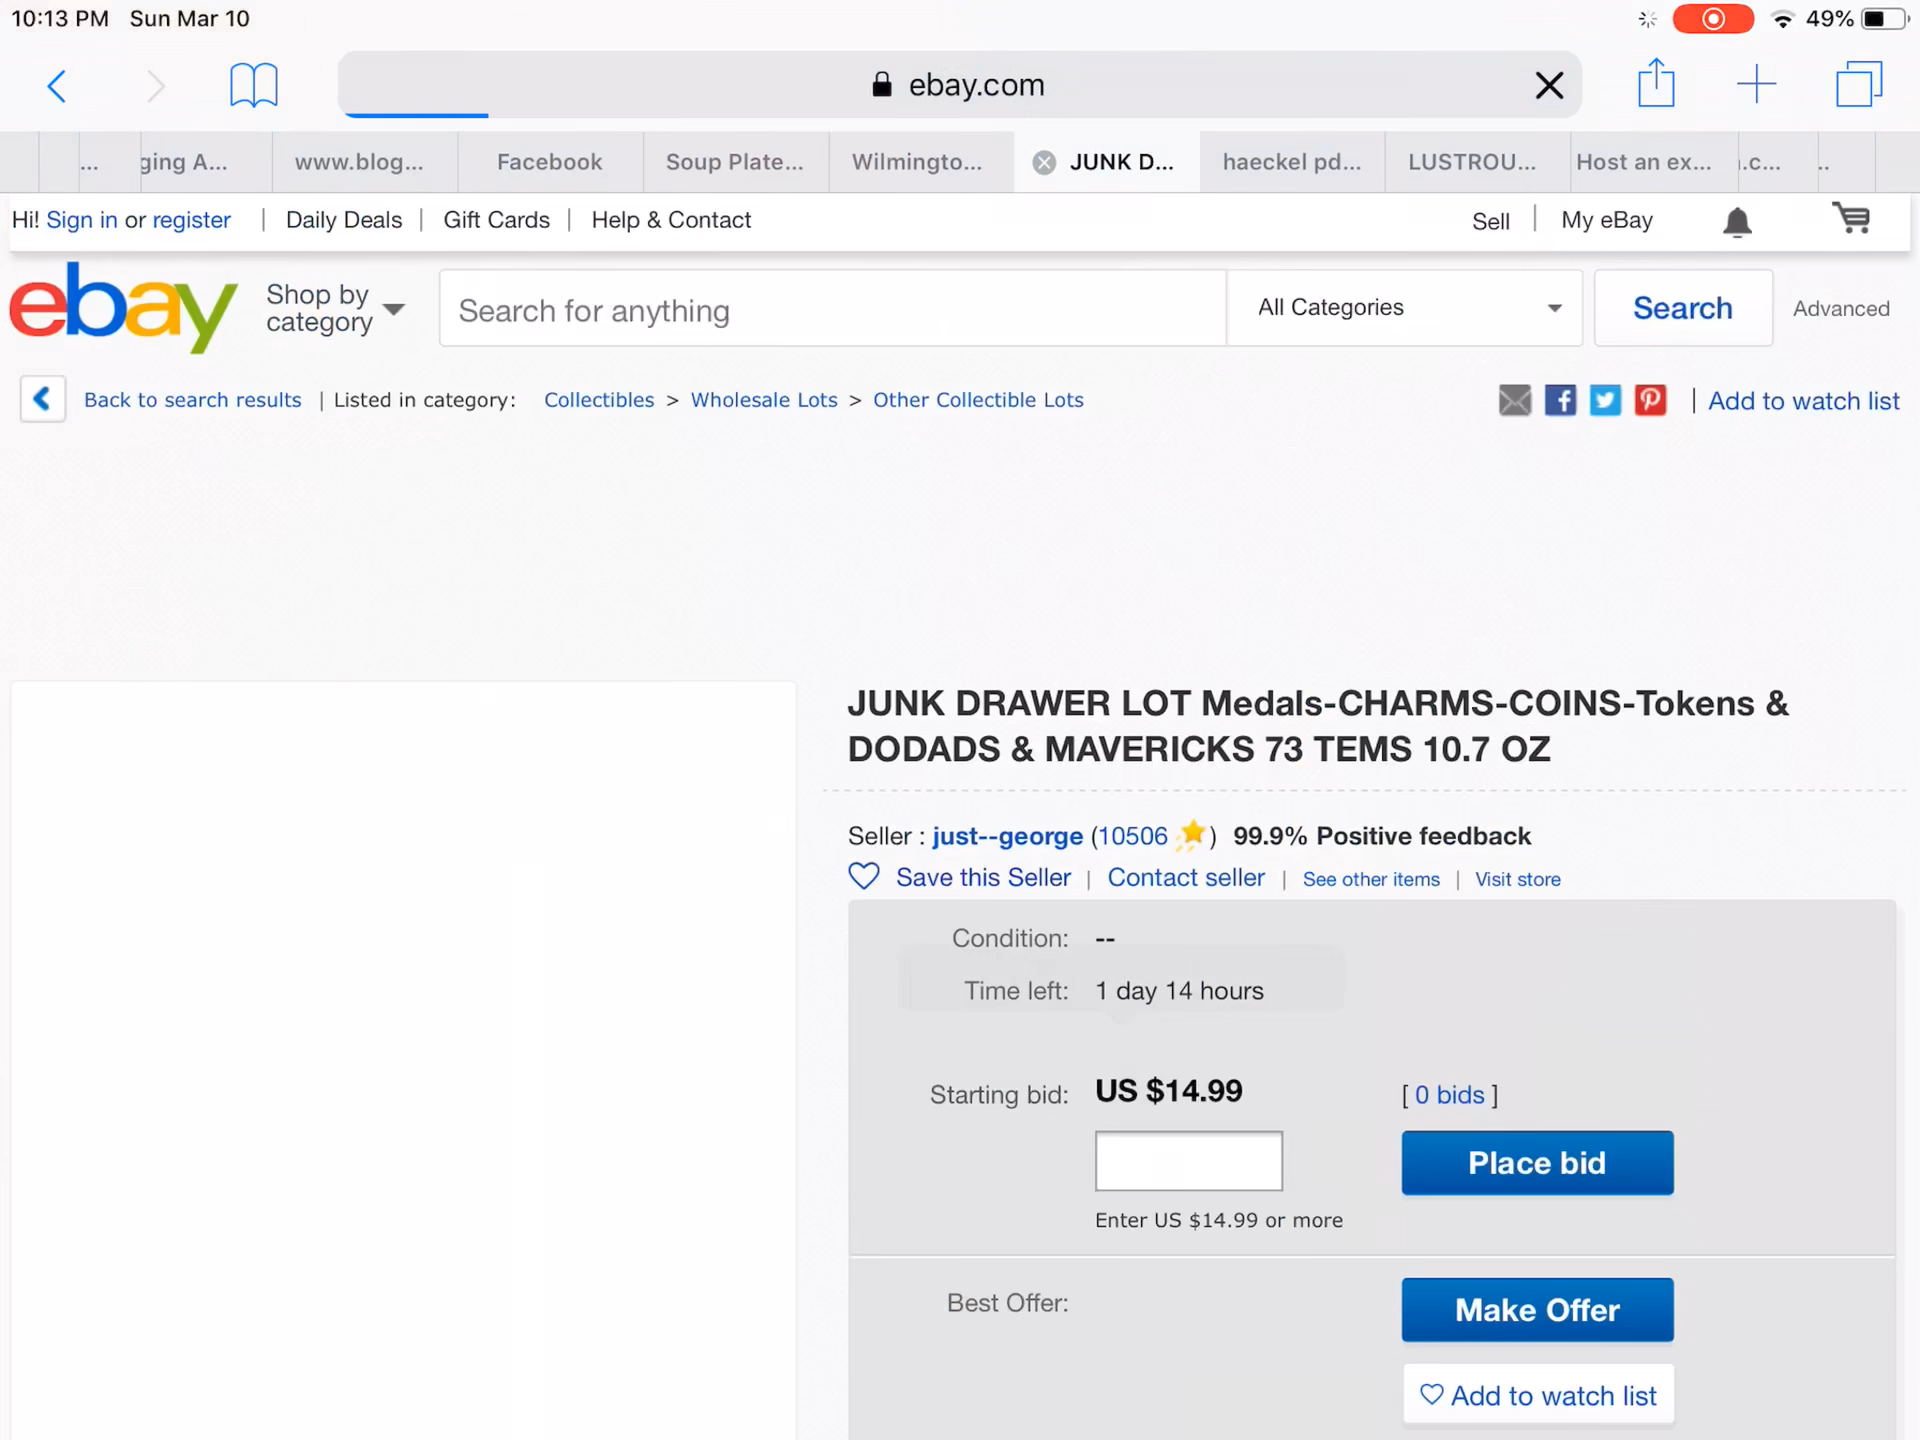 10:13 PM Sun Mar 10 49%
ebay.com
... ging A... www.blog... Facebook Soup Plate... Wilmingto... JUNK D... haeckel pd... LUSTROU... Host an ex... .c... ..
Hi! Sign in or register | Daily Deals | Gift Cards | Help & Contact Sell | My eBay
ebay
Shop by
category
Search for anything All Categories Search Advanced
Back to search results | Listed in category: Collectibles > Wholesale Lots > Other Collectible Lots | Add to watch list
JUNK DRAWER LOT Medals-CHARMS-COINS-Tokens &
DODADS & MAVERICKS 73 TEMS 10.7 OZ
Seller : just--george (10506 ) 99.9% Positive feedback
Save this Seller | Contact seller | See other items | Visit store
Condition: --
Time left: 1 day 14 hours
Starting bid: US $14.99 [ 0 bids ]
Place bid
Enter US $14.99 or more
Best Offer: Make Offer
Add to watch list